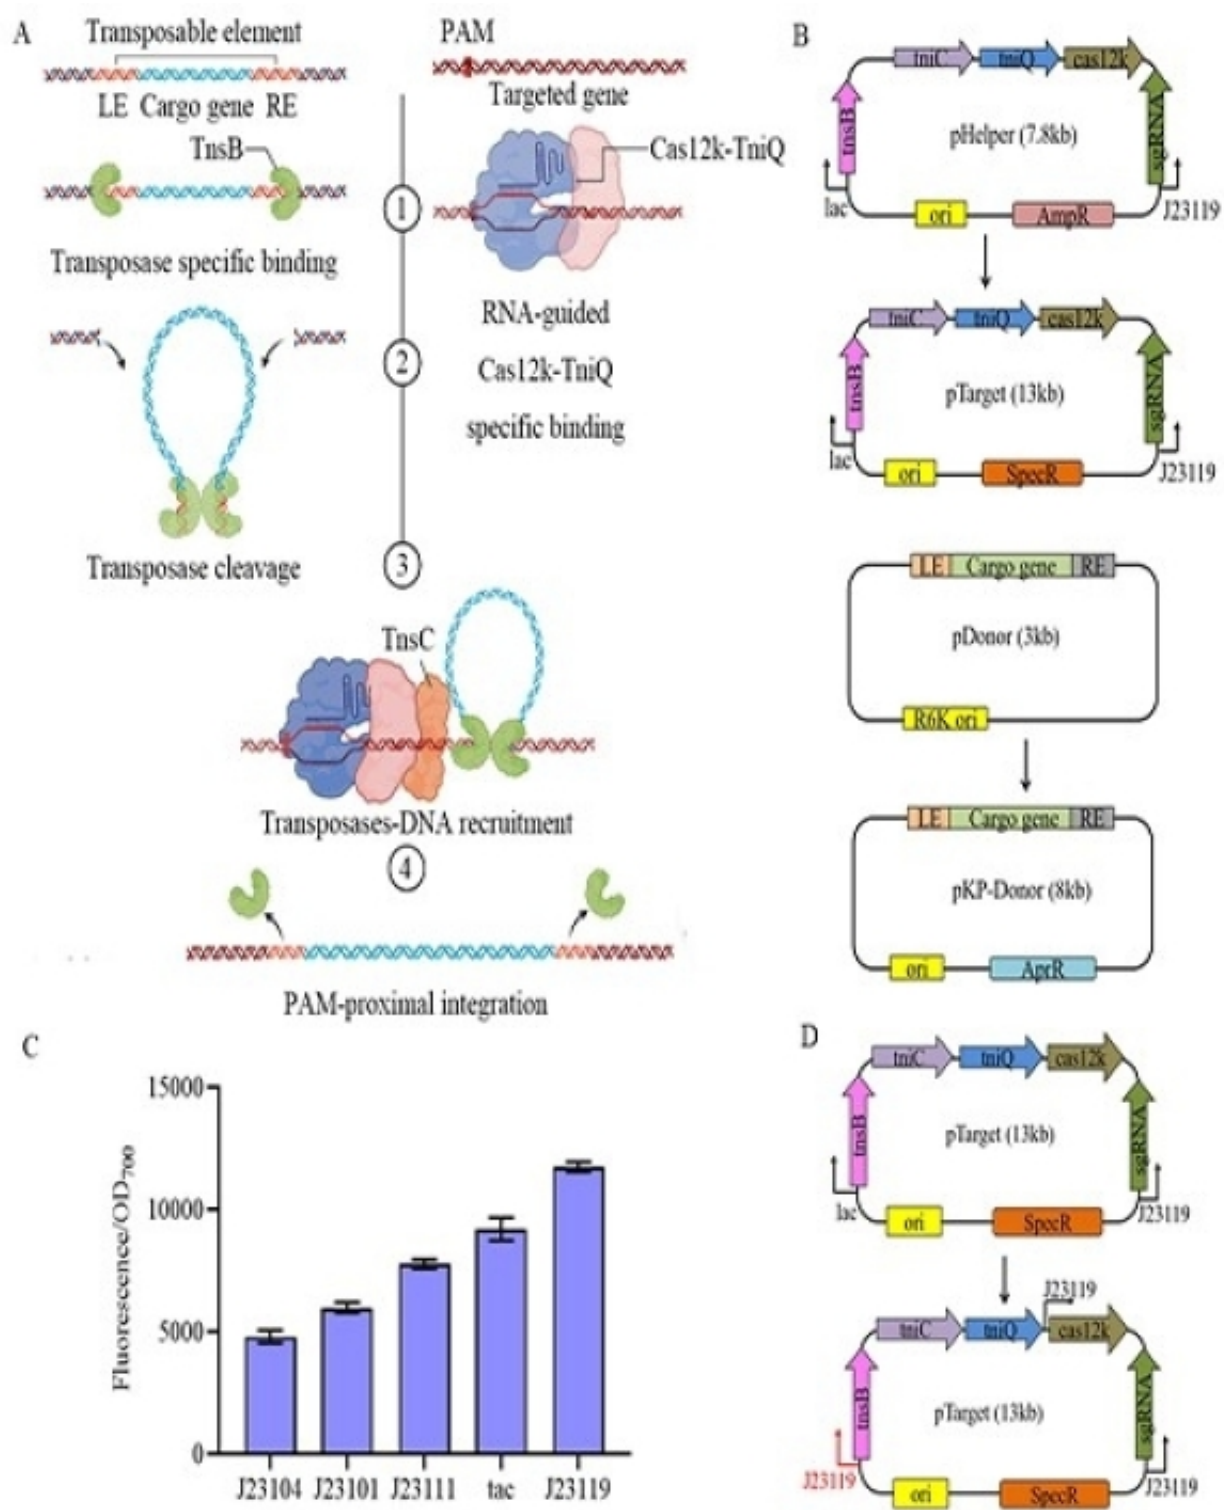 A
Transposable element
LE Cargo gene RE
TnsB
Transposase specific binding
Transposase cleavage
PAM
Targeted gene
Cas12k-TniQ
1
RNA-guided
2
Cas12k-TniQ
specific binding
3
TnsC
Transposases-DNA recruitment
4
PAM-proximal integration
B
tniC tniQ cas12k
tnsB
sgRNA
pHelper (7.8kb)
lac
J23119
ori AmpR
tniC tniQ cas12k
tnsB
sgRNA
pTarget (13kb)
lac
J23119
ori SpecR
LE Cargo gene RE
pDonor (3kb)
R6K ori
LE Cargo gene RE
pKP-Donor (8kb)
ori AprR
C
Fluorescence/OD700
15000
10000
5000
0
J23104 J23101 J23111 tac J23119
D
tniC tniQ cas12k
tnsB
sgRNA
pTarget (13kb)
lac
J23119
ori SpecR
J23119
tniC tniQ cas12k
tnsB
sgRNA
pTarget (13kb)
J23119
J23119
ori SpecR